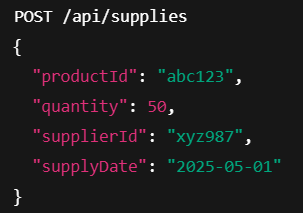 POST /api/supplies
{
  "productId": "abc123",
  "quantity": 50,
  "supplierId": "xyz987",
  "supplyDate": "2025-05-01"
}